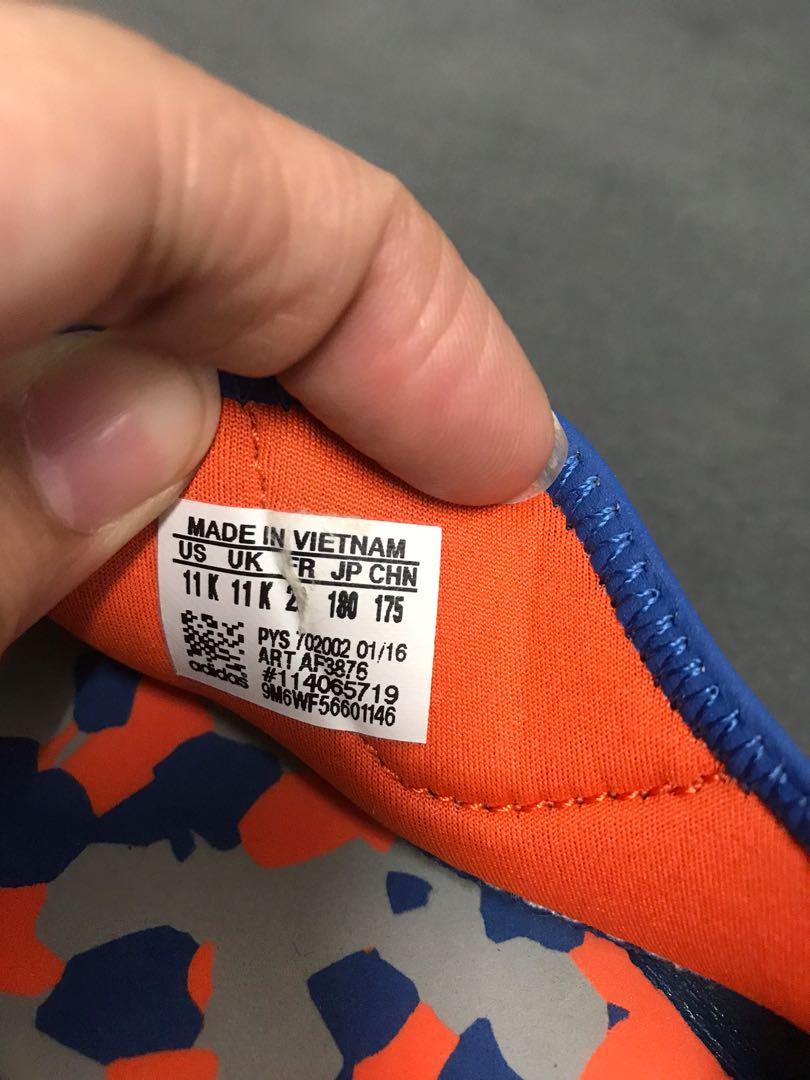 MADE IN VIETNAM
US UK FR JP CHN
11 K 11 K 180 175
PYS 702002 01/16
ART AF3876
#114065719
9M6WF56601146
adidas